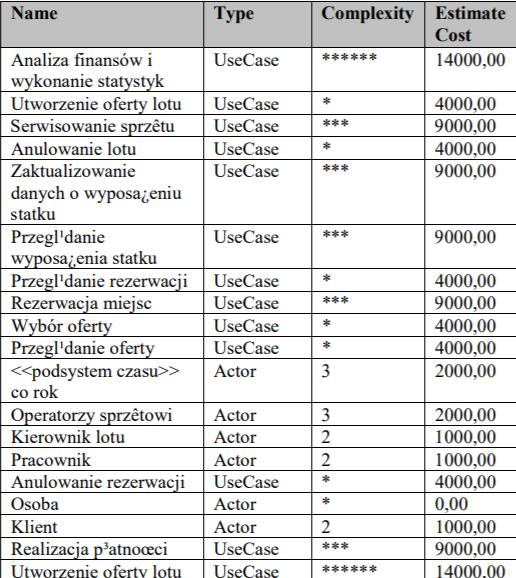 Name Type Complexity Estimate
Cost
Analiza finansów i UseCase ****** 14000,00
wykonanie statystyk
Utworzenie oferty lotu UseCase * 4000,00
Serwisowanie sprzêtu UseCase *** 9000,00
Anulowanie lotu UseCase * 4000,00
Zaktualizowanie UseCase *** 9000,00
danych o wyposa¿eniu
statku
Przegl¹danie UseCase *** 9000,00
wyposa¿enia statku
Przegl¹danie rezerwacji UseCase * 4000,00
Rezerwacja miejsc UseCase *** 9000,00
Wybór oferty UseCase * 4000,00
Przegl¹danie oferty UseCase * 4000,00
<<podsystem czasu>> Actor 3 2000,00
co rok
Operatorzy sprzêtowi Actor 3 2000,00
Kierownik lotu Actor 2 1000,00
Pracownik Actor 2 1000,00
Anulowanie rezerwacji UseCase * 4000,00
Osoba Actor * 0,00
Klient Actor 2 1000,00
Realizacja p³atnoœci UseCase *** 9000,00
Utworzenie oferty lotu UseCase ****** 14000,00